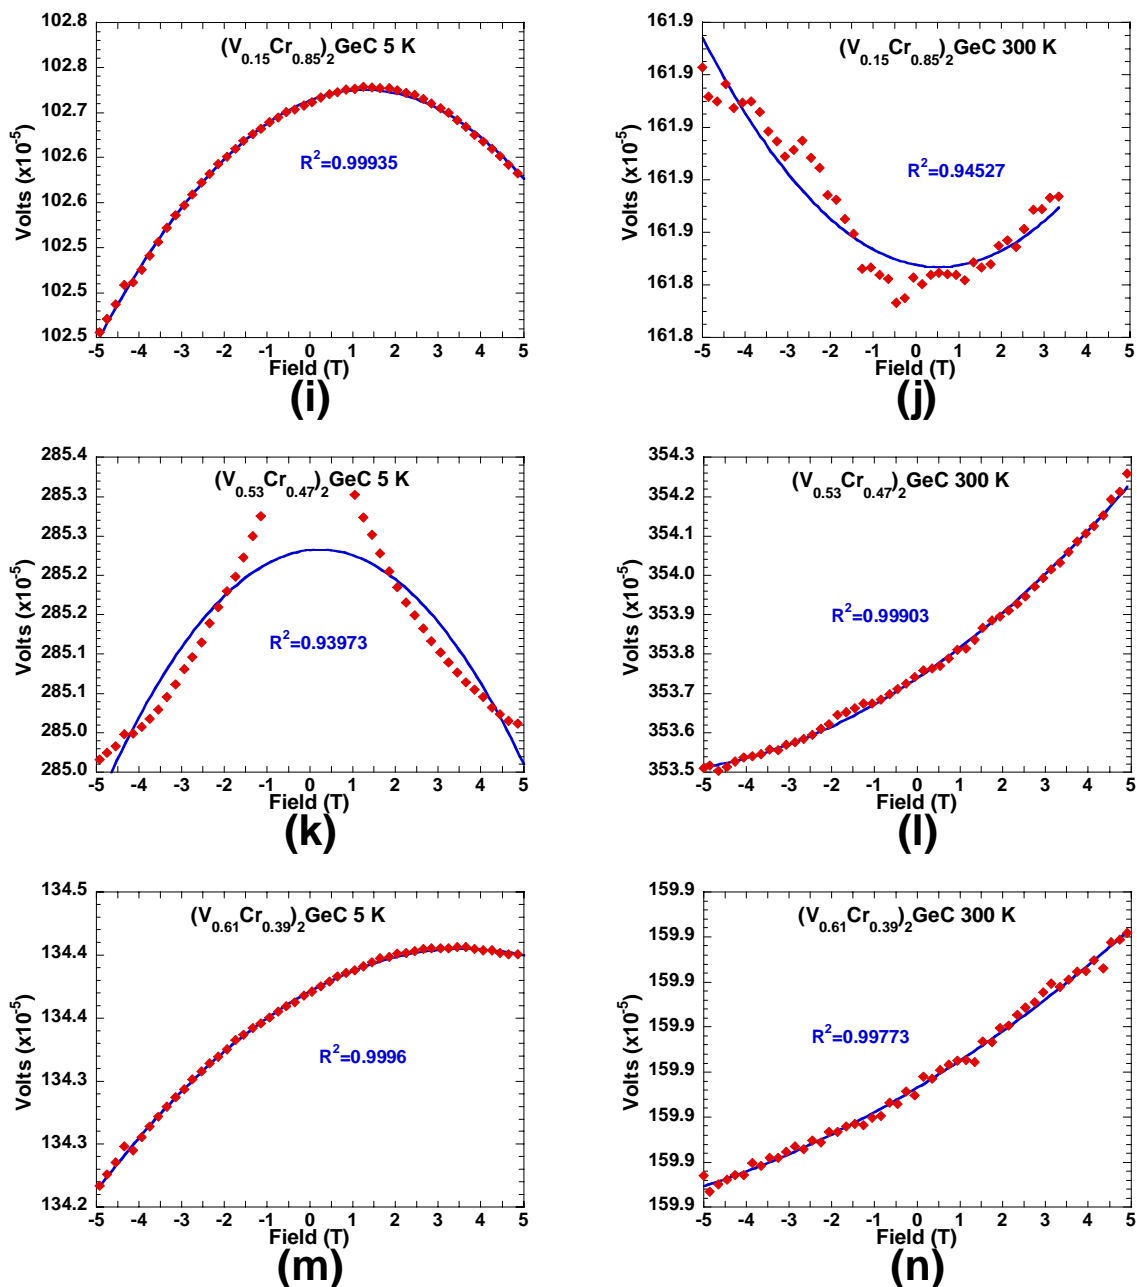 102.8
102.8
102.7
102.6
102.6
102.5
102.5
102.5
Volts (x10⁻⁵)
(V₀.₁₅Cr₀.₈₅)₂GeC 5 K
R²=0.99935
-5 -4 -3 -2 -1 0 1 2 3 4 5
Field (T)
(i)
161.9
161.9
161.9
161.9
161.9
161.8
161.8
Volts (x10⁻⁵)
(V₀.₁₅Cr₀.₈₅)₂GeC 300 K
R²=0.94527
-5 -4 -3 -2 -1 0 1 2 3 4 5
Field (T)
(j)
285.4
285.3
285.3
285.2
285.2
285.1
285.1
285.0
285.0
Volts (x10⁻⁵)
(V₀.₅₃Cr₀.₄₇)₂GeC 5 K
R²=0.93973
-5 -4 -3 -2 -1 0 1 2 3 4 5
Field (T)
(k)
354.3
354.2
354.1
354.0
353.9
353.8
353.7
353.6
353.5
Volts (x10⁻⁵)
(V₀.₅₃Cr₀.₄₇)₂GeC 300 K
R²=0.99903
-5 -4 -3 -2 -1 0 1 2 3 4 5
Field (T)
(l)
134.5
134.4
134.4
134.3
134.3
134.2
Volts (x10⁻⁵)
(V₀.₆₁Cr₀.₃₉)₂GeC 5 K
R²=0.9996
-5 -4 -3 -2 -1 0 1 2 3 4 5
Field (T)
(m)
159.9
159.9
159.9
159.9
159.9
159.9
159.9
159.9
Volts (x10⁻⁵)
(V₀.₆₁Cr₀.₃₉)₂GeC 300 K
R²=0.99773
-5 -4 -3 -2 -1 0 1 2 3 4 5
Field (T)
(n)